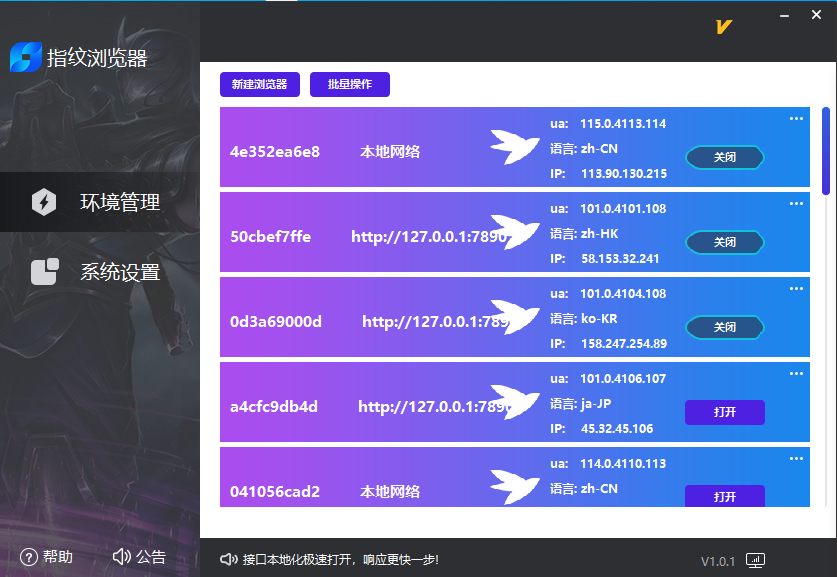 指纹浏览器
新建浏览器
批量操作
环境管理
系统设置
4e352ea6e8
本地网络
ua: 115.0.4113.114
语言: zh-CN
IP: 113.90.130.215
关闭
50cbef7ffe
http://127.0.0.1:7890
ua: 101.0.4101.108
语言: zh-HK
IP: 58.153.32.241
关闭
0d3a69000d
http://127.0.0.1:789
ua: 101.0.4104.108
语言: ko-KR
IP: 158.247.254.89
关闭
a4cfc9db4d
http://127.0.0.1:7890
ua: 101.0.4106.107
语言: ja-JP
IP: 45.32.45.106
打开
041056cad2
本地网络
ua: 114.0.4110.113
语言: zh-CN
打开
帮助
公告
接口本地化极速打开，响应更快一步!
V1.0.1